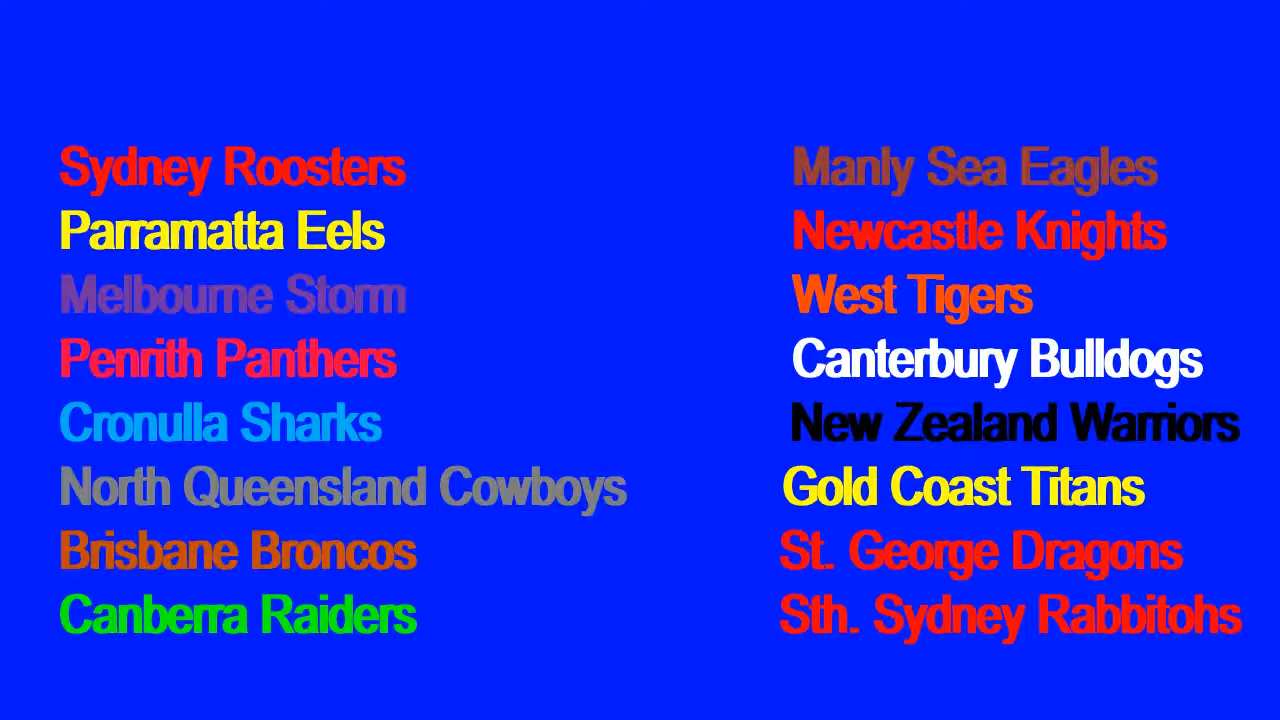 Sydney Roosters
Parramatta Eels
Melbourne Storm
Penrith Panthers
Cronulla Sharks
North Queensland Cowboys
Brisbane Broncos
Canberra Raiders
Manly Sea Eagles
Newcastle Knights
West Tigers
Canterbury Bulldogs
New Zealand Warriors
Gold Coast Titans
St. George Dragons
Sth. Sydney Rabbitohs